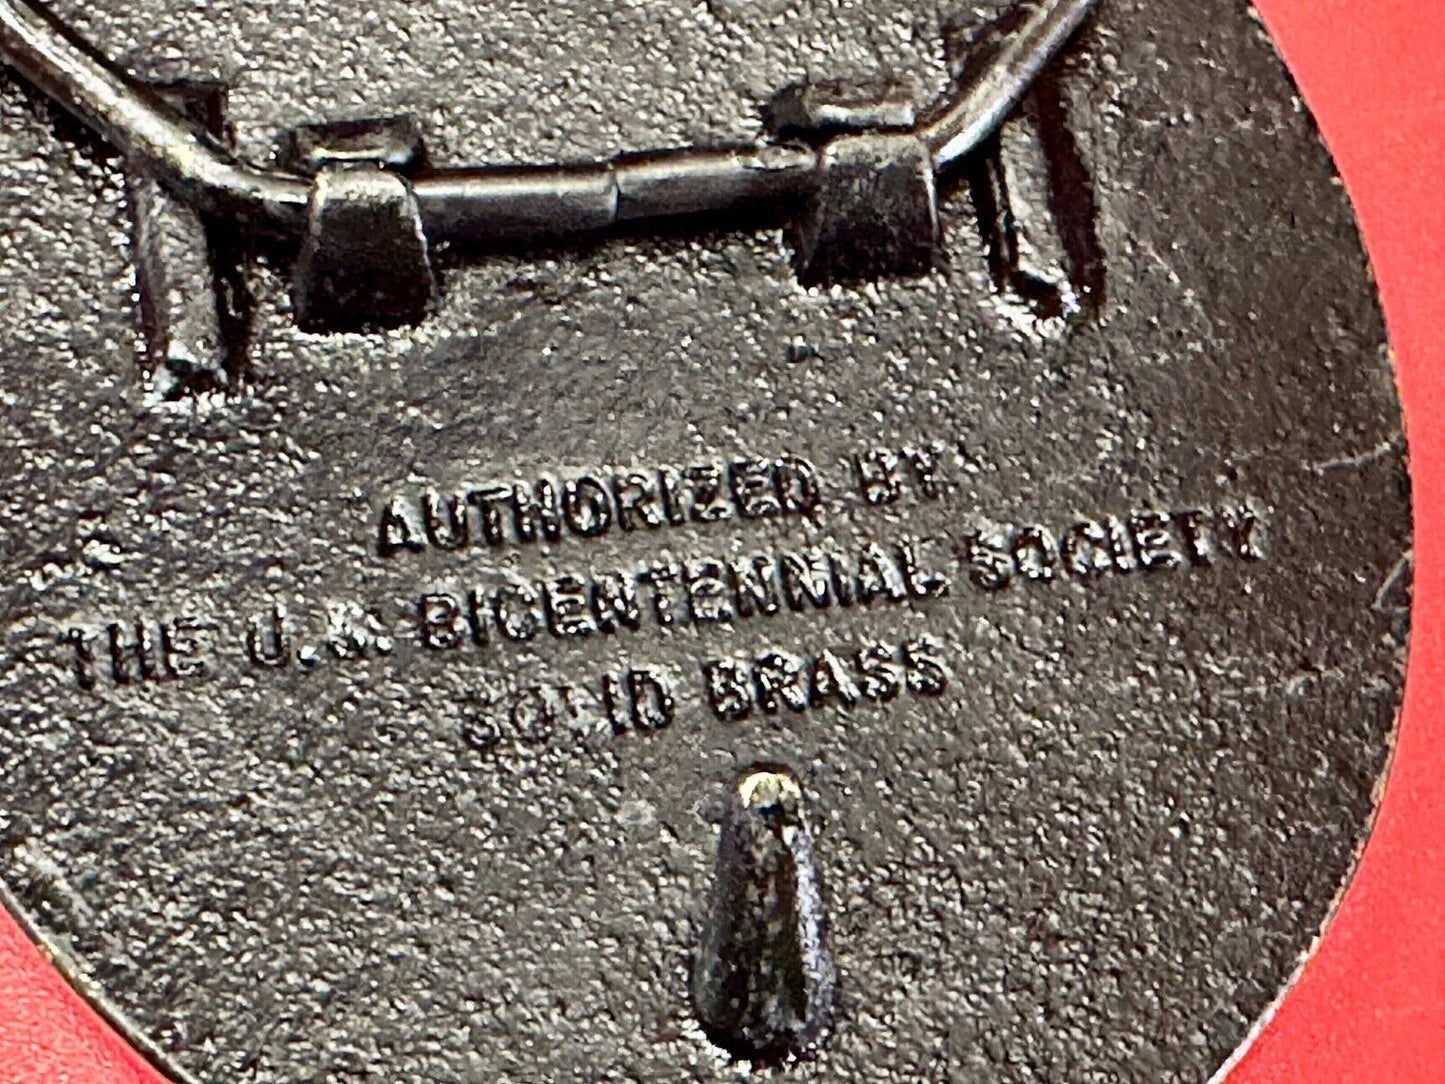 AUTHORIZED BY
THE U.S. BICENTENNIAL SOCIETY
SOLID BRASS